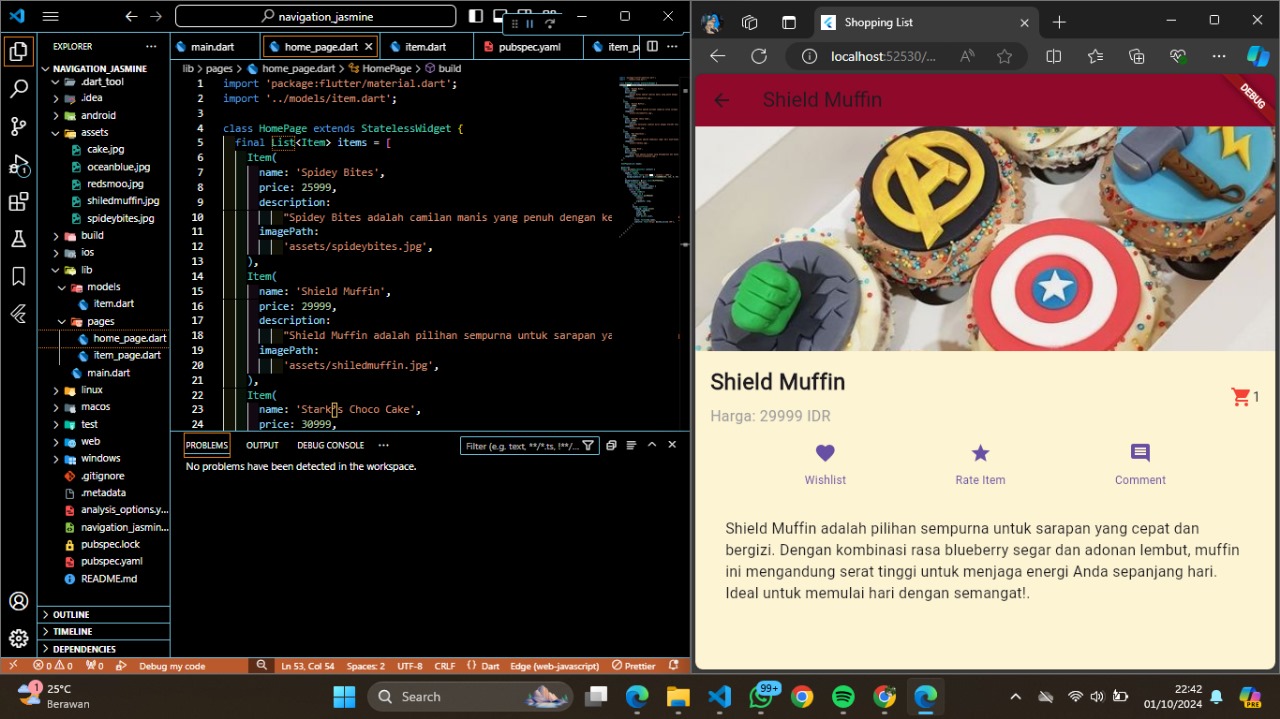 navigation_jasmine
EXPLORER
NAVIGATION_JASMINE
.dart_tool
.idea
android
assets
cake.jpg
oceanblue.jpg
redsmoo.jpg
shiledmuffin.jpg
spideybites.jpg
build
ios
lib
models
item.dart
pages
home_page.dart
item_page.dart
main.dart
linux
macos
test
web
windows
.gitignore
.metadata
analysis_options.y...
navigation_jasmin...
pubspec.lock
pubspec.yaml
README.md
OUTLINE
TIMELINE
DEPENDENCIES
main.dart home_page.dart item.dart pubspec.yaml item_p
lib > pages > home_page.dart > HomePage > build
1 import 'package:flutter/material.dart';
2 import '../models/item.dart';
3
4 class HomePage extends StatelessWidget {
5 final List<Item> items = [
6 Item(
7 name: 'Spidey Bites',
8 price: 25999,
9 description:
10 "Spidey Bites adalah camilan manis yang penuh dengan ke
11 imagePath:
12 'assets/spideybites.jpg',
13 ),
14 Item(
15 name: 'Shield Muffin',
16 price: 29999,
17 description:
18 "Shield Muffin adalah pilihan sempurna untuk sarapan ya
19 imagePath:
20 'assets/shiledmuffin.jpg',
21 ),
22 Item(
23 name: 'Stark's Choco Cake',
24 price: 30999,
PROBLEMS OUTPUT DEBUG CONSOLE ...
Filter (e.g. text, **/*.ts, !**/...
No problems have been detected in the workspace.
0 0 0 Debug my code Ln 53, Col 54 Spaces: 2 UTF-8 CRLF {} Dart Edge (web-javascript) Prettier
Shopping List
localhost:52530/...
Shield Muffin
DEBUG
Shield Muffin
1
Harga: 29999 IDR
Wishlist Rate Item Comment
Shield Muffin adalah pilihan sempurna untuk sarapan yang cepat dan
bergizi. Dengan kombinasi rasa blueberry segar dan adonan lembut, muffin
ini mengandung serat tinggi untuk menjaga energi Anda sepanjang hari.
Ideal untuk memulai hari dengan semangat!.
1
25°C
Berawan
Search
99+
22:42
01/10/2024
PRE